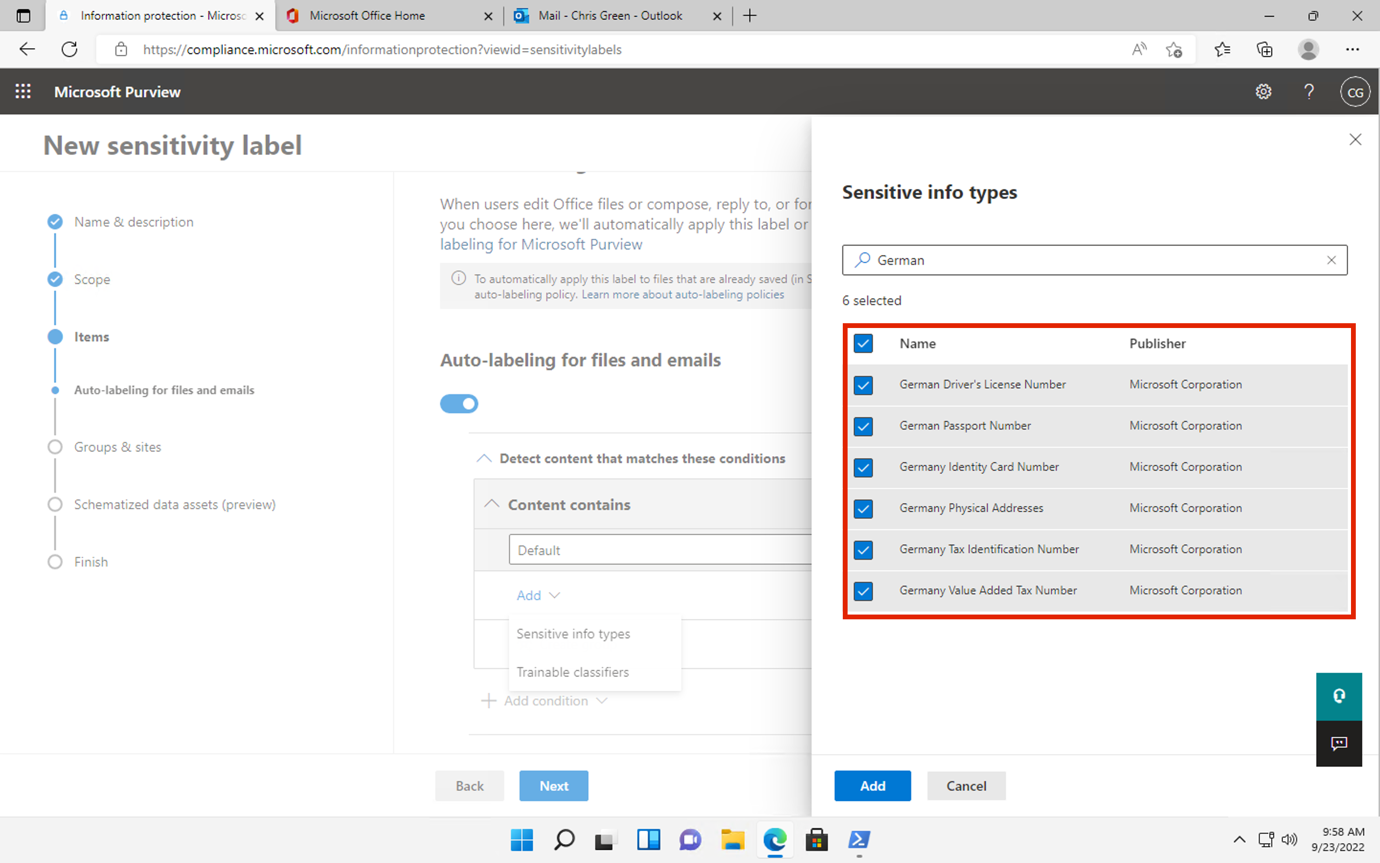 Information protection - Microso
Microsoft Office Home
Mail - Chris Green - Outlook
https://compliance.microsoft.com/informationprotection?viewid=sensitivitylabels
Microsoft Purview
CG
New sensitivity label
Name & description
Scope
Items
Auto-labeling for files and emails
Groups & sites
Schematized data assets (preview)
Finish
When users edit Office files or compose, reply to, or for
you choose here, we'll automatically apply this label or
labeling for Microsoft Purview
To automatically apply this label to files that are already saved (in S
auto-labeling policy. Learn more about auto-labeling policies
Auto-labeling for files and emails
Detect content that matches these conditions
Content contains
Default
Add
Sensitive info types
Trainable classifiers
Add condition
Back
Next
Sensitive info types
German
6 selected
Name Publisher
German Driver's License Number Microsoft Corporation
German Passport Number Microsoft Corporation
Germany Identity Card Number Microsoft Corporation
Germany Physical Addresses Microsoft Corporation
Germany Tax Identification Number Microsoft Corporation
Germany Value Added Tax Number Microsoft Corporation
Add
Cancel
9:58 AM
9/23/2022